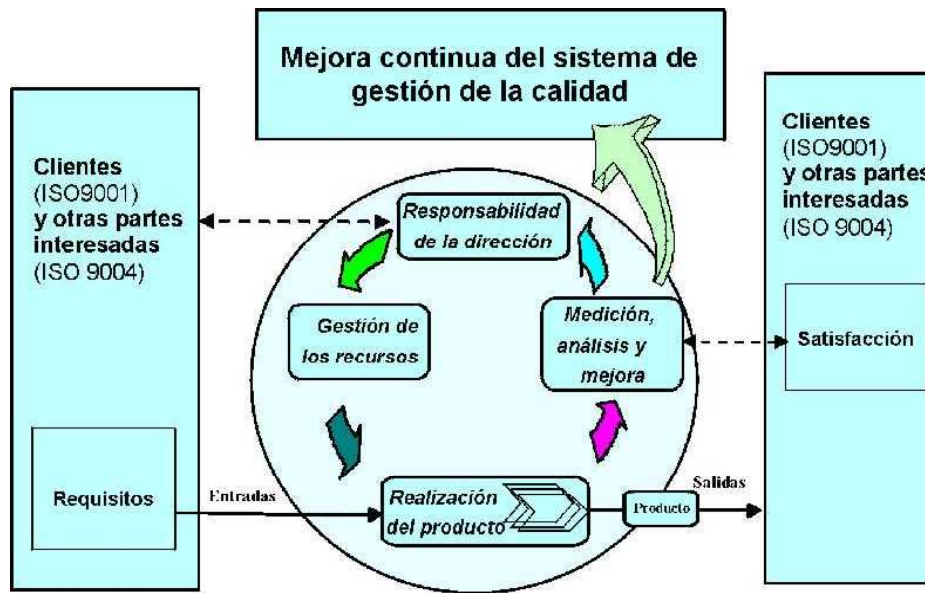 Mejora continua del sistema de
gestión de la calidad
Clientes
(ISO9001)
y otras partes
interesadas
(ISO 9004)
Requisitos
Entradas
Responsabilidad
de la dirección
Gestión de
los recursos
Medición,
análisis y
mejora
Realización
del producto
Producto
Salidas
Clientes
(ISO9001)
y otras partes
interesadas
(ISO 9004)
Satisfacción